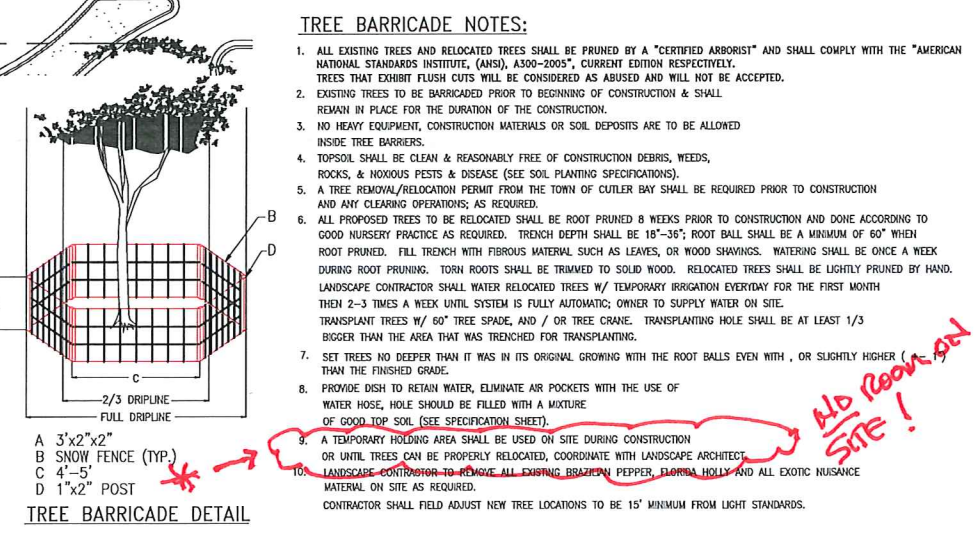 TREE BARRICADE NOTES:
1. ALL EXISTING TREES AND RELOCATED TREES SHALL BE PRUNED BY A "CERTIFIED ARBORIST" AND SHALL COMPLY WITH THE "AMERICAN
NATIONAL STANDARDS INSTITUTE, (ANSI), A300-2005", CURRENT EDITION RESPECTIVELY.
TREES THAT EXHIBIT FLUSH CUTS WILL BE CONSIDERED AS ABUSED AND WILL NOT BE ACCEPTED.
2. EXISTING TREES TO BE BARRICADED PRIOR TO BEGINNING OF CONSTRUCTION & SHALL
REMAIN IN PLACE FOR THE DURATION OF THE CONSTRUCTION.
3. NO HEAVY EQUIPMENT, CONSTRUCTION MATERIALS OR SOIL DEPOSITS ARE TO BE ALLOWED
INSIDE TREE BARRIERS.
4. TOPSOIL SHALL BE CLEAN & REASONABLY FREE OF CONSTRUCTION DEBRIS, WEEDS,
ROCKS, & NOXIOUS PESTS & DISEASE (SEE SOIL PLANTING SPECIFICATIONS).
5. A TREE REMOVAL/RELOCATION PERMIT FROM THE TOWN OF CUTLER BAY SHALL BE REQUIRED PRIOR TO CONSTRUCTION
AND ANY CLEARING OPERATIONS; AS REQUIRED.
6. ALL PROPOSED TREES TO BE RELOCATED SHALL BE ROOT PRUNED 8 WEEKS PRIOR TO CONSTRUCTION AND DONE ACCORDING TO
GOOD NURSERY PRACTICE AS REQUIRED. TRENCH DEPTH SHALL BE 18"-36"; ROOT BALL SHALL BE A MINIMUM OF 60" WHEN
ROOT PRUNED. FILL TRENCH WITH FIBROUS MATERIAL SUCH AS LEAVES, OR WOOD SHAVINGS. WATERING SHALL BE ONCE A WEEK
DURING ROOT PRUNING. TORN ROOTS SHALL BE TRIMMED TO SOLID WOOD. RELOCATED TREES SHALL BE LIGHTLY PRUNED BY HAND.
LANDSCAPE CONTRACTOR SHALL WATER RELOCATED TREES W/ TEMPORARY IRRIGATION EVERYDAY FOR THE FIRST MONTH
THEN 2-3 TIMES A WEEK UNTIL SYSTEM IS FULLY AUTOMATIC; OWNER TO SUPPLY WATER ON SITE.
TRANSPLANT TREES W/ 60" TREE SPADE, AND / OR TREE CRANE. TRANSPLANTING HOLE SHALL BE AT LEAST 1/3
BIGGER THAN THE AREA THAT WAS TRENCHED FOR TRANSPLANTING.
7. SET TREES NO DEEPER THAN IT WAS IN ITS ORIGINAL GROWING WITH THE ROOT BALLS EVEN WITH , OR SLIGHTLY HIGHER ( +- 1")
THAN THE FINISHED GRADE.
8. PROVIDE DISH TO RETAIN WATER, ELIMINATE AIR POCKETS WITH THE USE OF
WATER HOSE, HOLE SHOULD BE FILLED WITH A MIXTURE
OF GOOD TOP SOIL (SEE SPECIFICATION SHEET).
9. A TEMPORARY HOLDING AREA SHALL BE USED ON SITE DURING CONSTRUCTION
OR UNTIL TREES CAN BE PROPERLY RELOCATED, COORDINATE WITH LANDSCAPE ARCHITECT.
10. LANDSCAPE CONTRACTOR TO REMOVE ALL EXISTING BRAZILIAN PEPPER, FLORIDA HOLLY AND ALL EXOTIC NUISANCE
MATERIAL ON SITE AS REQUIRED.
CONTRACTOR SHALL FIELD ADJUST NEW TREE LOCATIONS TO BE 15' MINIMUM FROM LIGHT STANDARDS.
NO ROOM ON
SITE!
B
D
C
2/3 DRIPLINE
FULL DRIPLINE
A 3'x2"x2"
B SNOW FENCE (TYP.)
C 4'-5'
D 1"x2" POST
TREE BARRICADE DETAIL